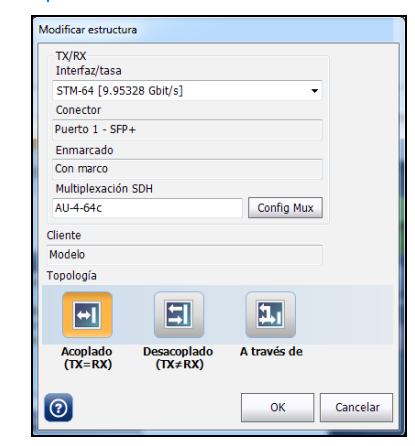 Modificar estructura
TX/RX
Interfaz/tasa
STM-64 [9.95328 Gbit/s]
Conector
Puerto 1 - SFP+
Enmarcado
Con marco
Multiplexación SDH
AU-4-64c
Config Mux
Cliente
Modelo
Topología
Acoplado
(TX=RX)
Desacoplado
(TX≠RX)
A través de
?
OK
Cancelar